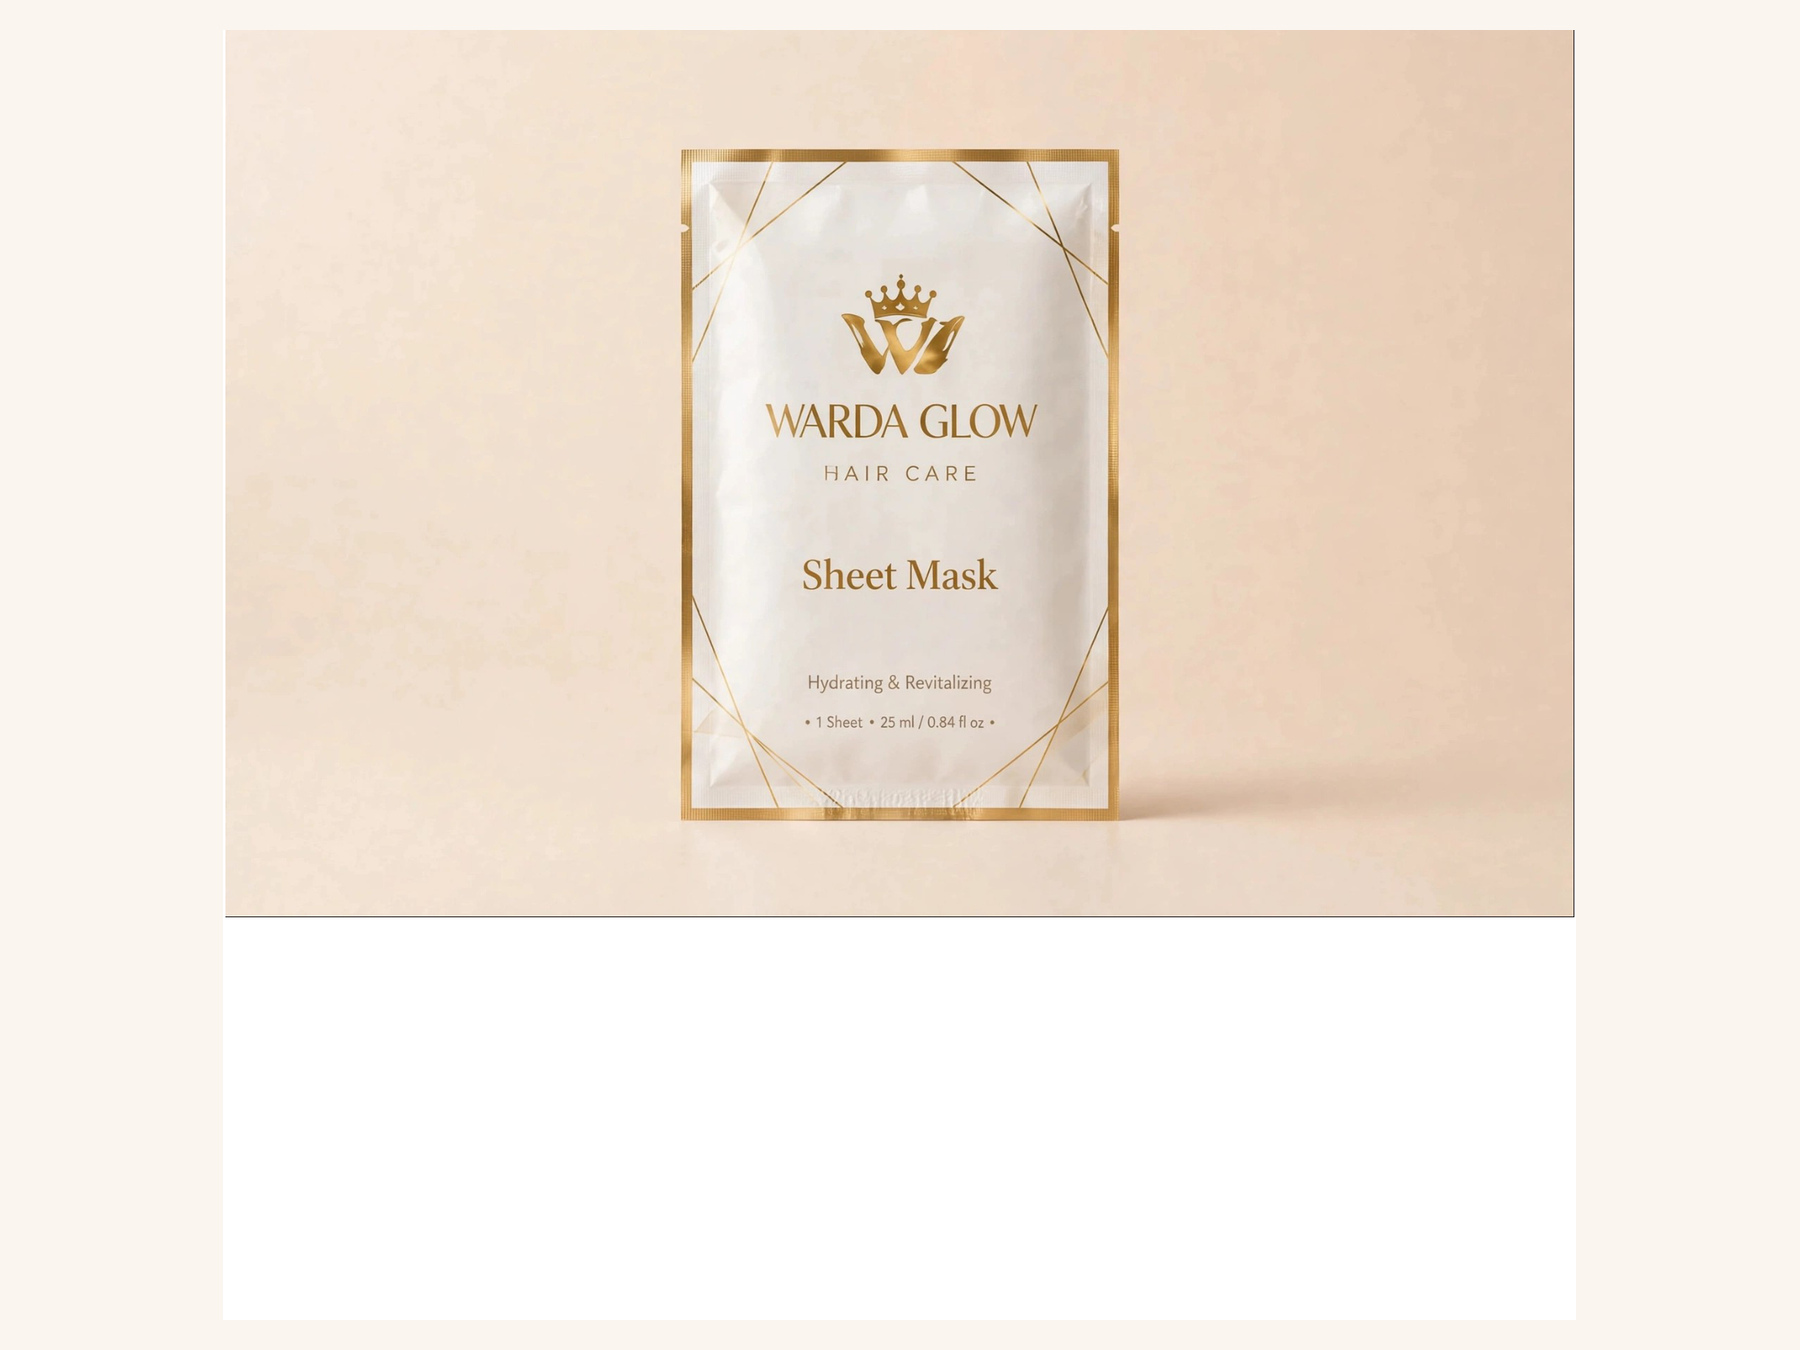 WARDA GLOW
HAIR CARE
Sheet Mask
Hydrating & Revitalizing
• 1 Sheet • 25 ml / 0.84 fl oz •